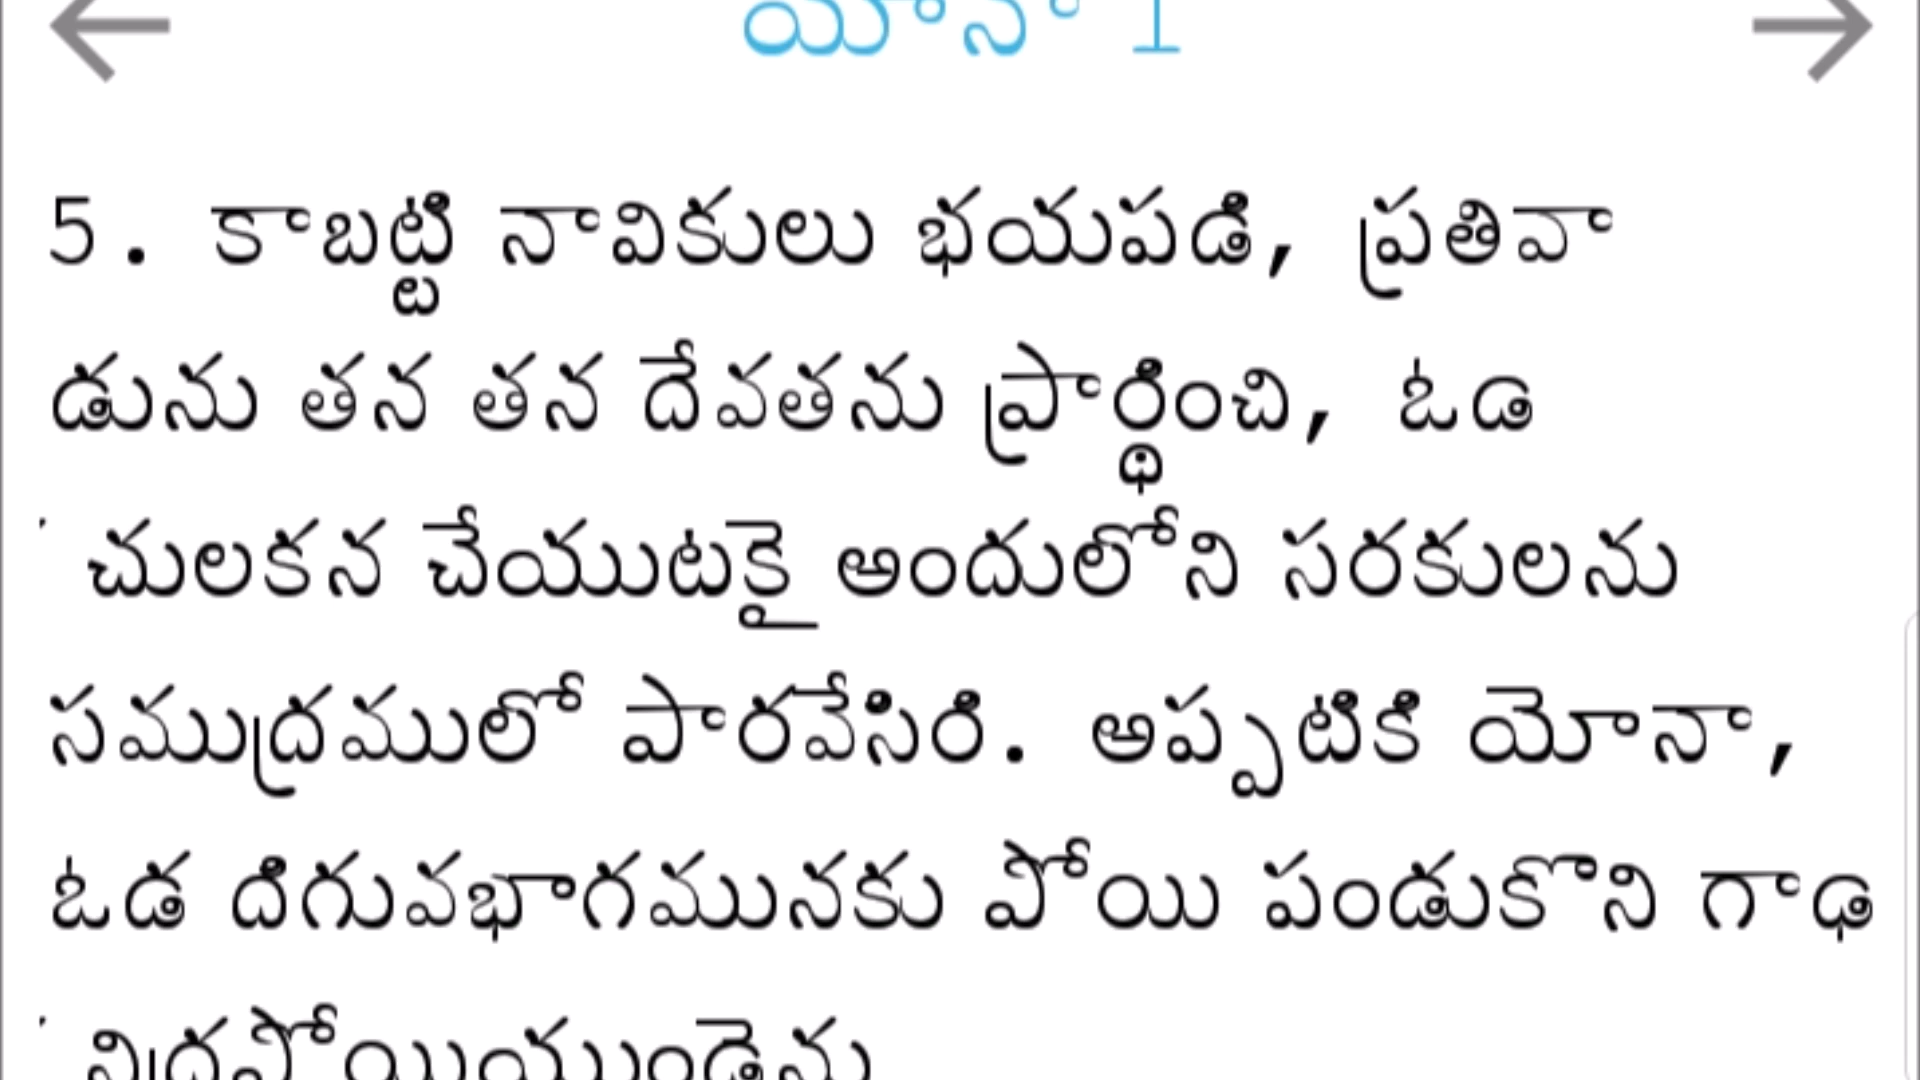 యోనా 1
5. కాబట్టి నావికులు భయపడి, ప్రతివా
డును తన తన దేవతను ప్రార్థించి, ఓడ
చులకన చేయుటకై అందులోని సరకులను
సముద్రములో పారవేసిరి. అప్పటికి యోనా,
ఓడ దిగువభాగమునకు పోయి పండుకొని గాఢ
నిద్రపోయియుండెను